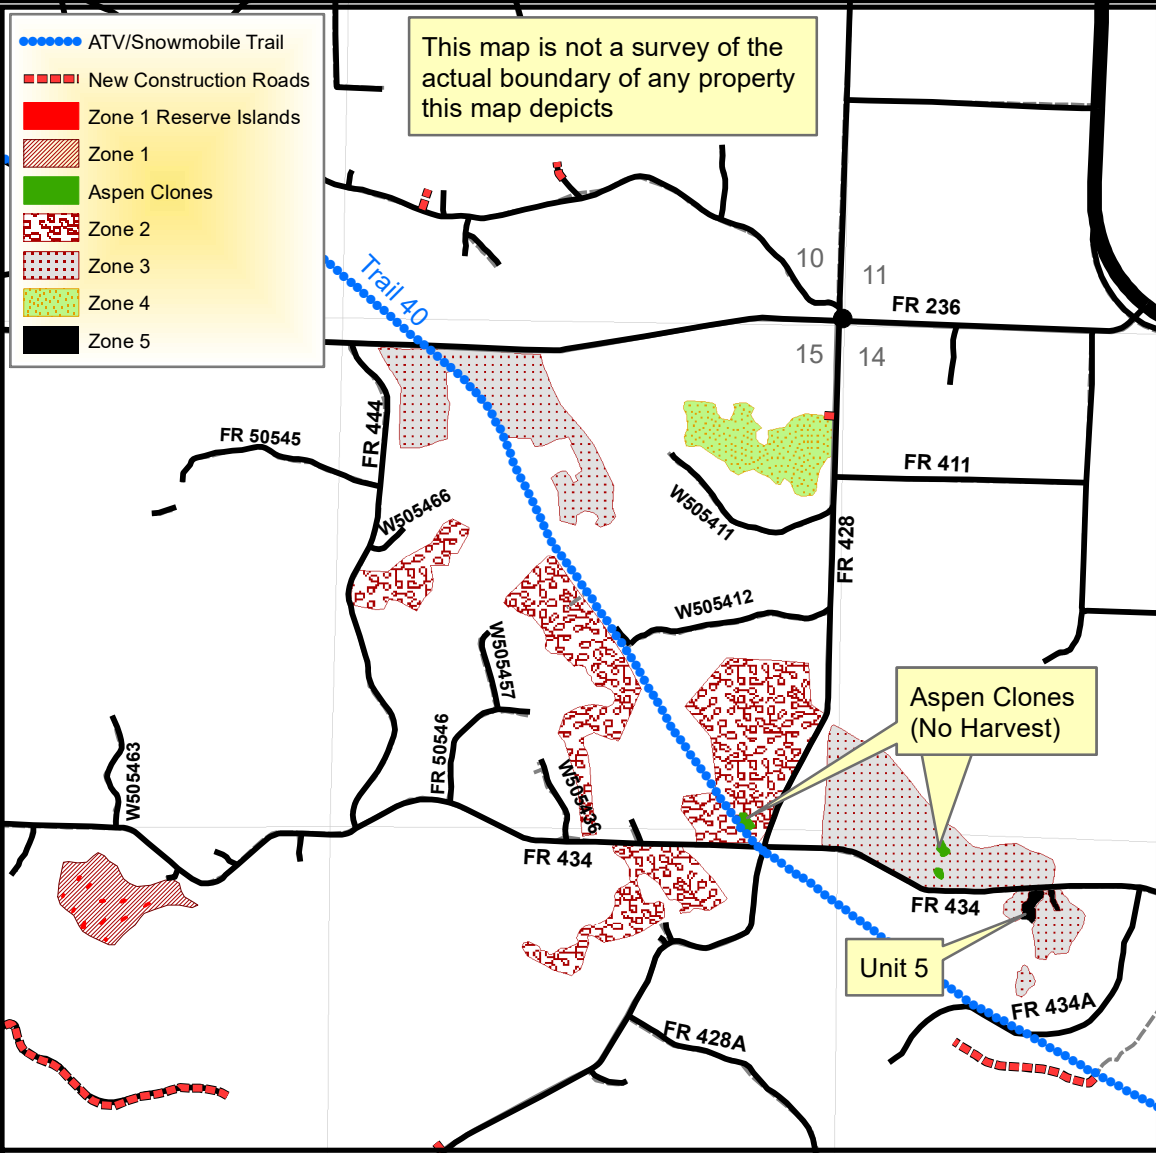 ATV/Snowmobile Trail
New Construction Roads
Zone 1 Reserve Islands
Zone 1
Aspen Clones
Zone 2
Zone 3
Zone 4
Zone 5
This map is not a survey of the
actual boundary of any property
this map depicts
Trail 40
10
11
FR 236
15
14
FR 444
FR 50545
FR 411
W505466
W505411
FR 428
W505412
W505457
Aspen Clones
(No Harvest)
FR 50546
W505463
W505436
FR 434
FR 434
Unit 5
FR 434A
FR 428A